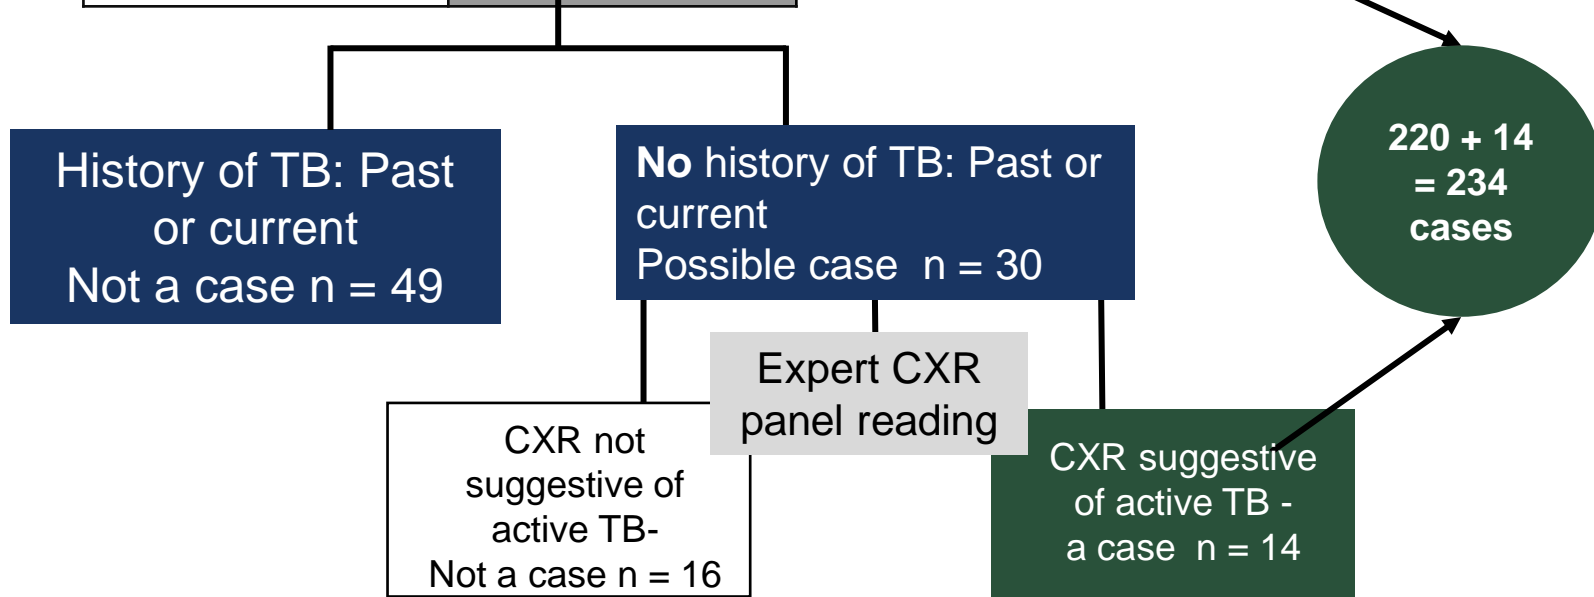 History of TB: Past
or current
Not a case n = 49
No history of TB: Past or
current
Possible case  n = 30
220 + 14
= 234
cases
Expert CXR
panel reading
CXR not
suggestive of
active TB-
Not a case n = 16
CXR suggestive
of active TB -
a case  n = 14